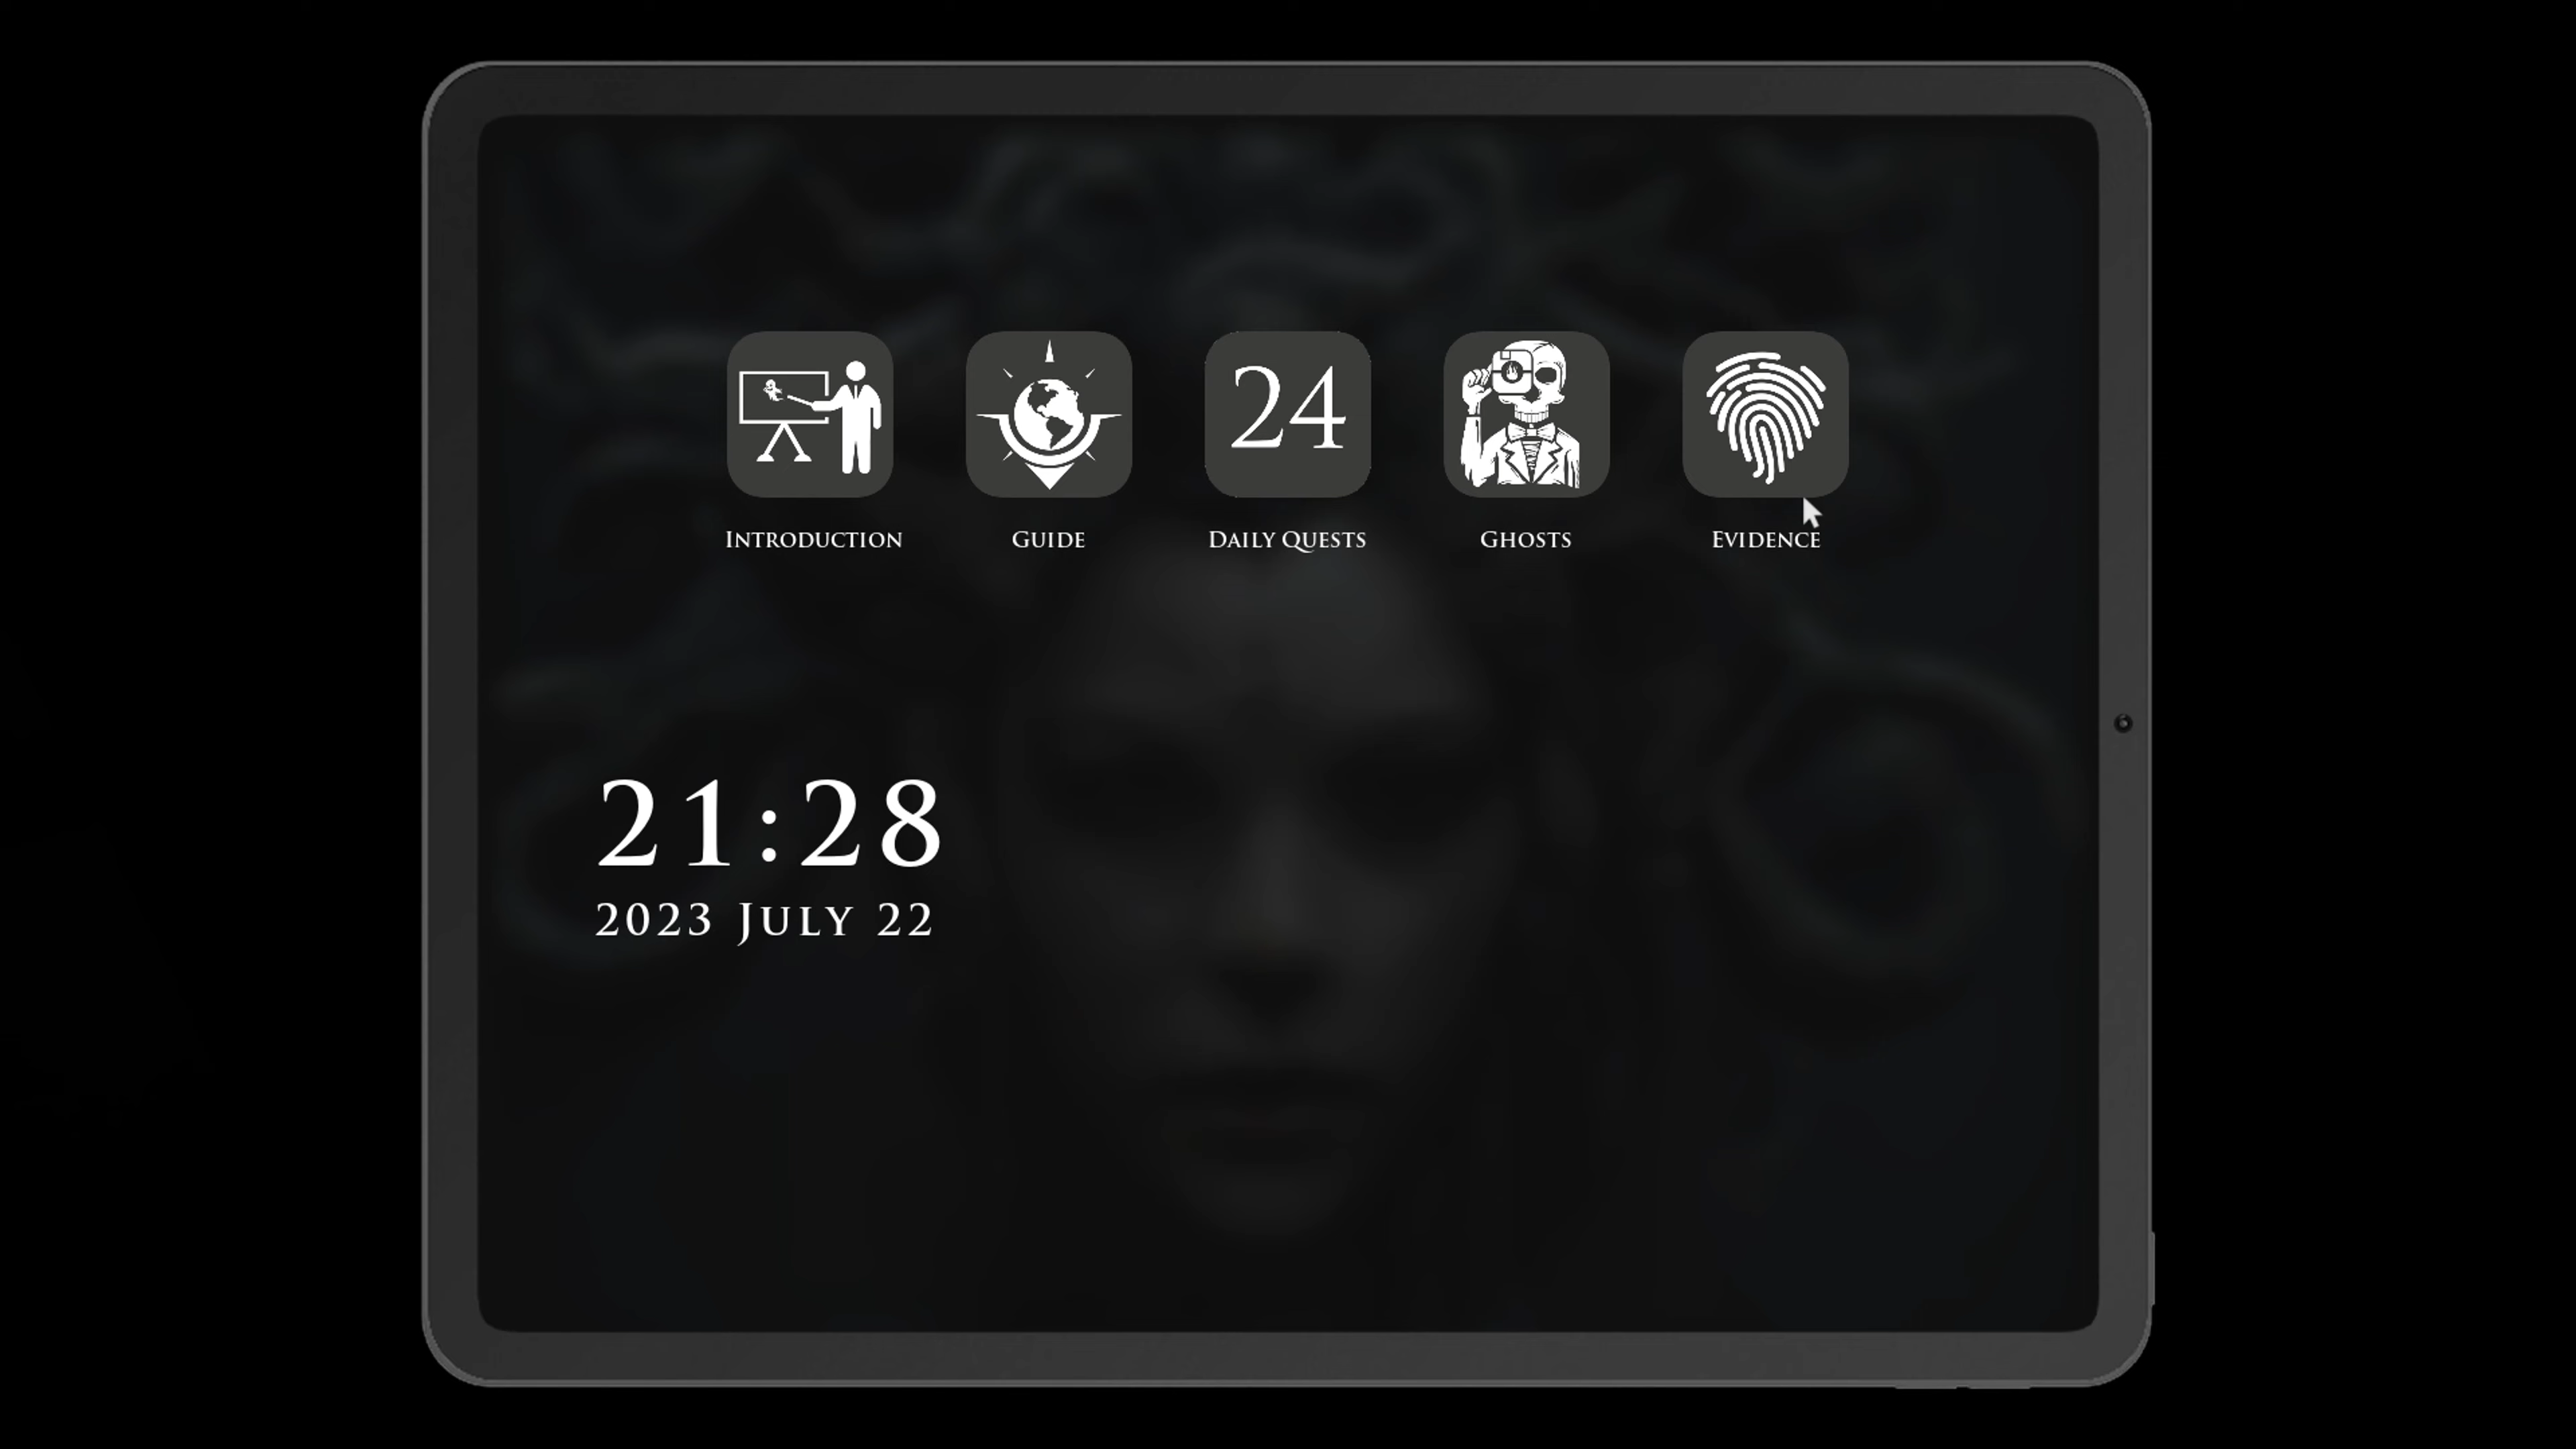 24
Introduction
Guide
Daily Quests
Ghosts
Evidence
21:28
2023 July 22